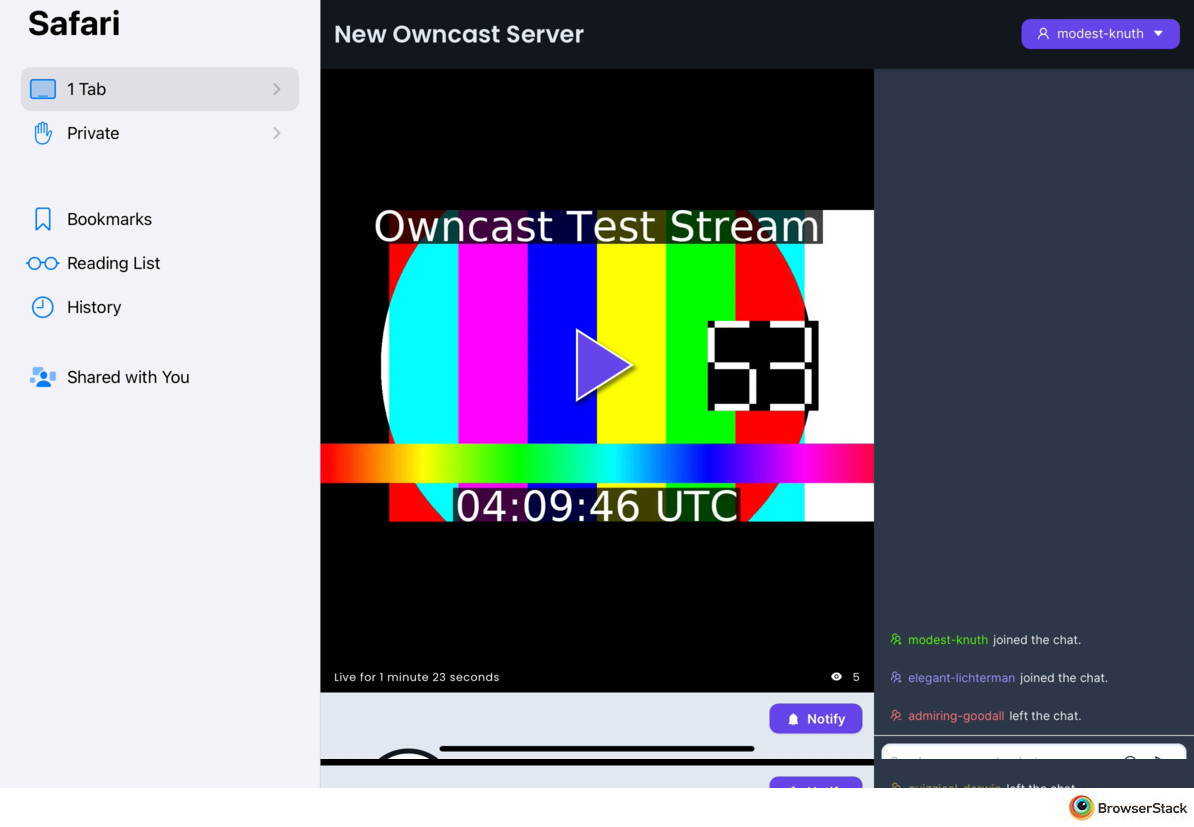 Safari
1 Tab
Private
Bookmarks
Reading List
History
Shared with You
New Owncast Server
modest-knuth
Owncast Test Stream
53
04:09:46 UTC
Live for 1 minute 23 seconds
5
Notify
modest-knuth joined the chat.
elegant-lichterman joined the chat.
admiring-goodall left the chat.
left the chat.
BrowserStack